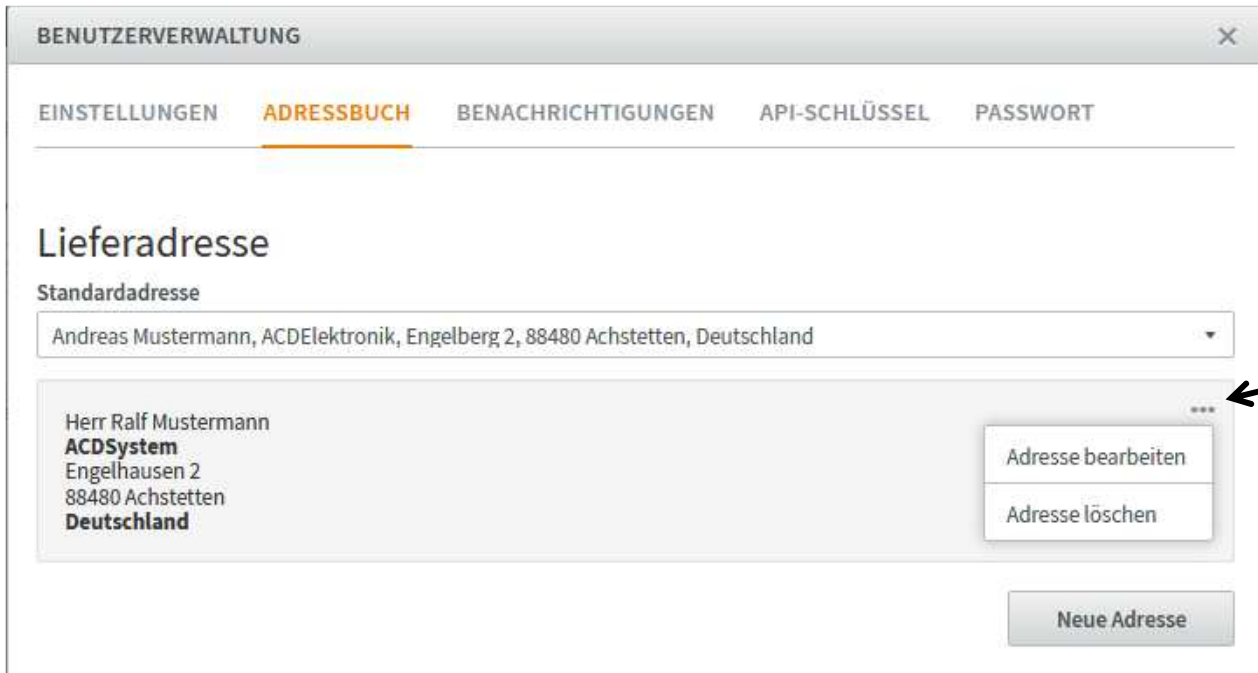 BENUTZERVERWALTUNG
EINSTELLUNGEN ADRESSBUCH BENACHRICHTIGUNGEN API-SCHLÜSSEL PASSWORT
Lieferadresse
Standardadresse
Andreas Mustermann, ACDElektronik, Engelberg 2, 88480 Achstetten, Deutschland
Herr Ralf Mustermann
ACDSystem
Engelhausen 2
88480 Achstetten
Deutschland
Adresse bearbeiten
Adresse löschen
Neue Adresse